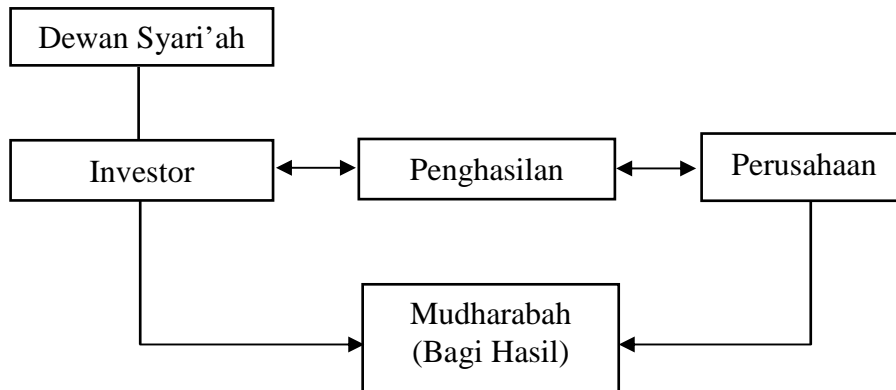 Dewan Syari’ah
Investor
Penghasilan
Perusahaan
Mudharabah
(Bagi Hasil)